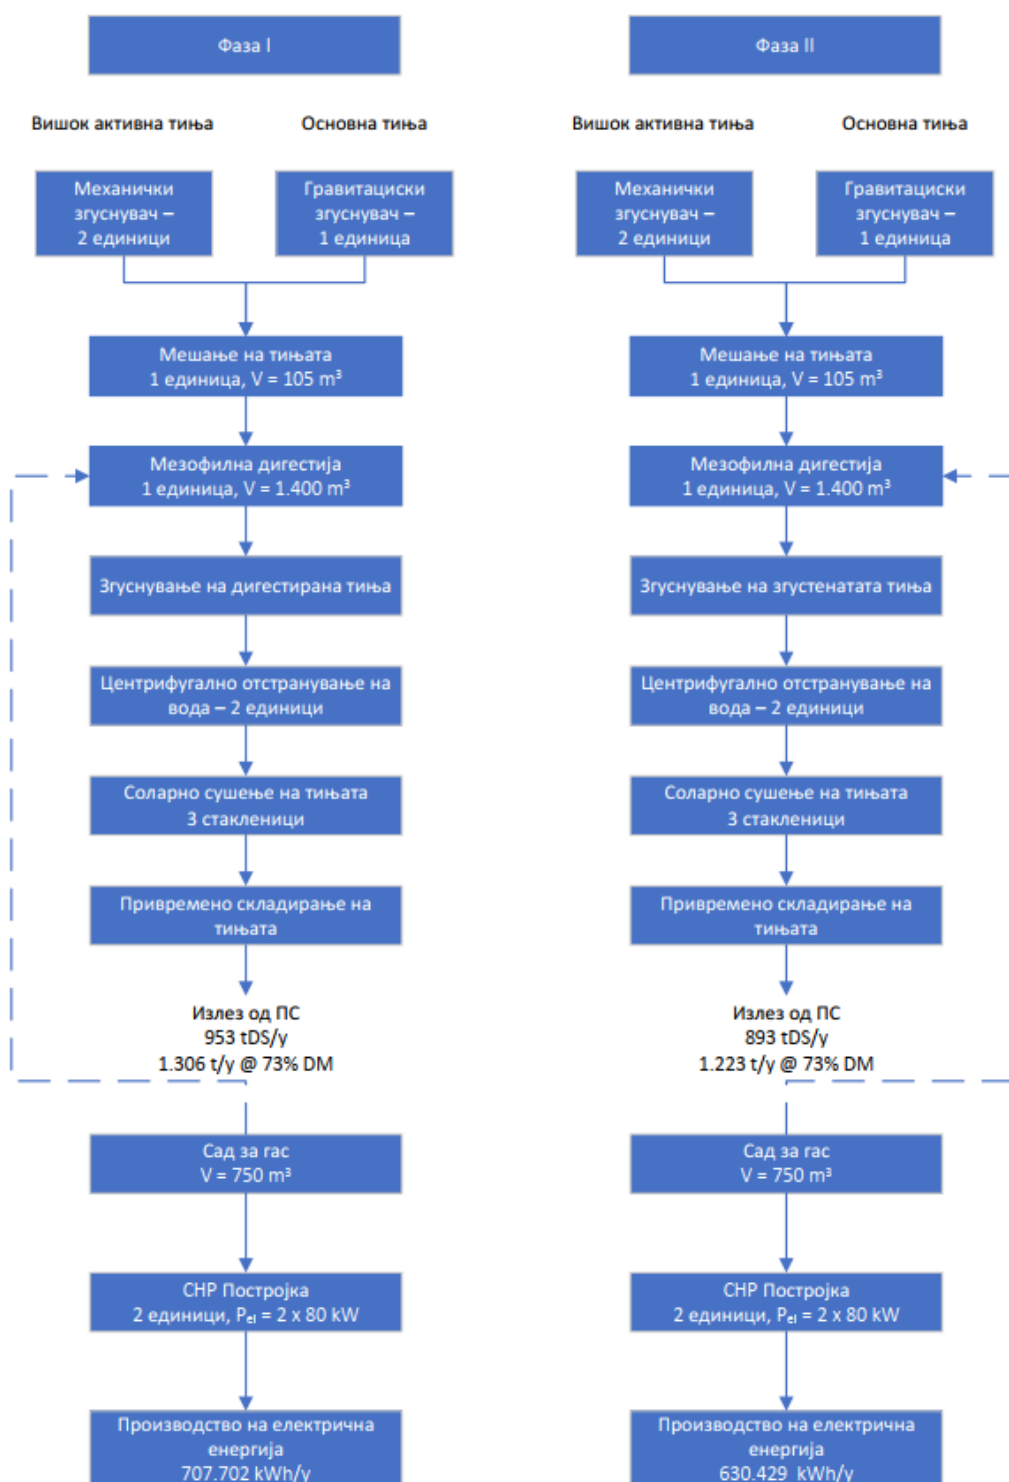 Фаза I
Вишок активна тиња
Основна тиња
Механички
згуснувач –
2 единици
Гравитациски
згуснувач –
1 единица
Мешање на тињата
1 единица, V = 105 m³
Мезофилна дигестија
1 единица, V = 1.400 m³
Згуснување на дигестирана тиња
Центрифугално отстранување на
вода – 2 единици
Соларно сушење на тињата
3 стакленици
Привремено складирање на
тињата
Излез од ПС
953 tDS/y
1.306 t/y @ 73% DM
Сад за гас
V = 750 m³
CHP Постројка
2 единици, Pₑₗ = 2 x 80 kW
Производство на електрична
енергија
707.702 kWh/y
Фаза II
Вишок активна тиња
Основна тиња
Механички
згуснувач –
2 единици
Гравитациски
згуснувач –
1 единица
Мешање на тињата
1 единица, V = 105 m³
Мезофилна дигестија
1 единица, V = 1.400 m³
Згуснување на згустенатата тиња
Центрифугално отстранување на
вода – 2 единици
Соларно сушење на тињата
3 стакленици
Привремено складирање на
тињата
Излез од ПС
893 tDS/y
1.223 t/y @ 73% DM
Сад за гас
V = 750 m³
CHP Постројка
2 единици, Pₑₗ = 2 x 80 kW
Производство на електрична
енергија
630.429 kWh/y